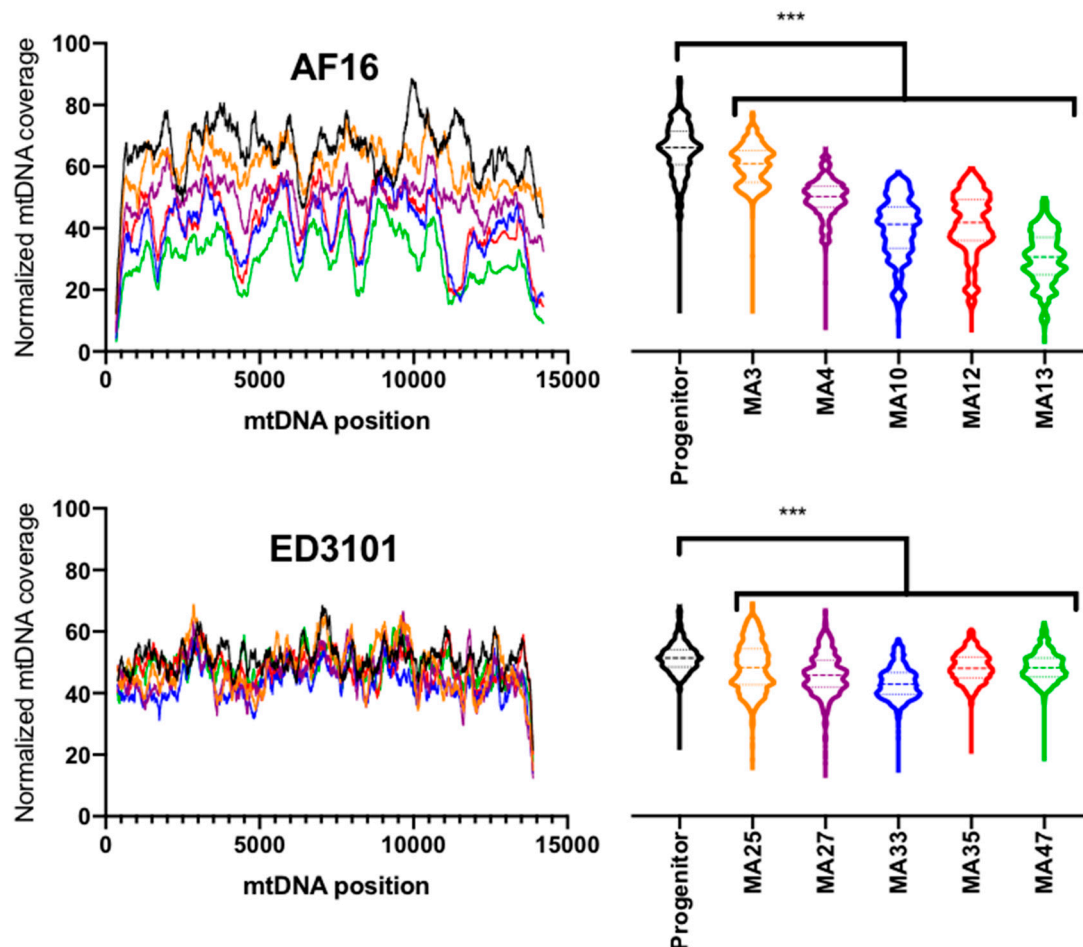 AF16
Normalized mtDNA coverage
100
80
60
40
20
0
0 5000 10000 15000
mtDNA position
***
Progenitor
MA3
MA4
MA10
MA12
MA13
ED3101
Normalized mtDNA coverage
100
80
60
40
20
0
0 5000 10000 15000
mtDNA position
***
Progenitor
MA25
MA27
MA33
MA35
MA47